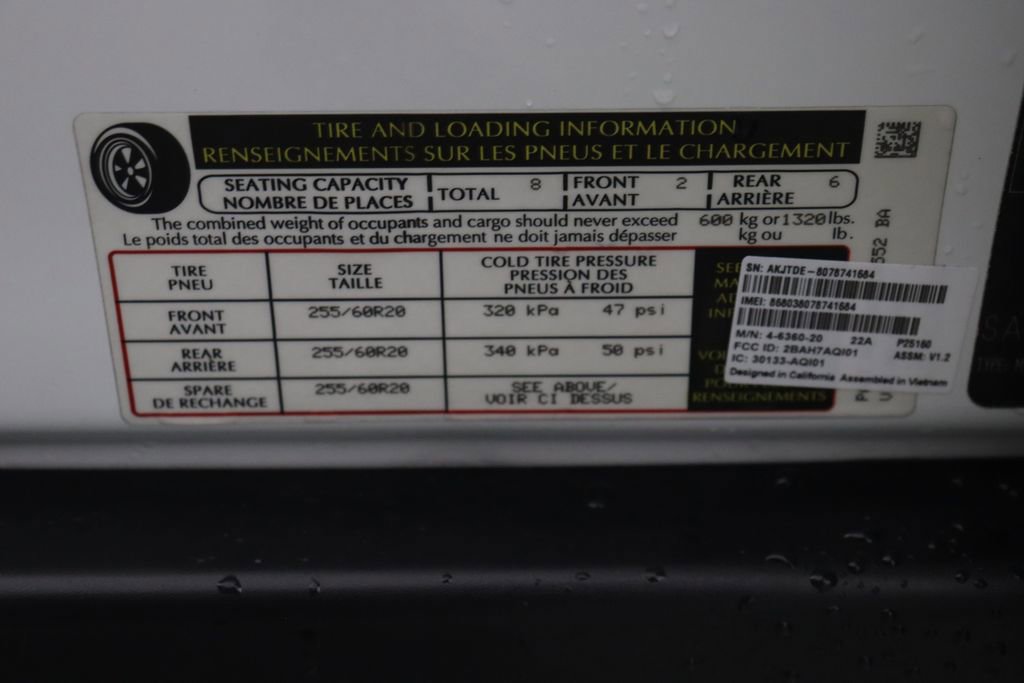 TIRE AND LOADING INFORMATION
RENSEIGNEMENTS SUR LES PNEUS ET LE CHARGEMENT
SEATING CAPACITY
NOMBRE DE PLACES
TOTAL 8
FRONT 2
AVANT
REAR 6
ARRIÈRE
The combined weight of occupants and cargo should never exceed 600 kg or 1320 lbs.
Le poids total des occupants et du chargement ne doit jamais dépasser kg ou lb.
TIRE
PNEU
SIZE
TAILLE
COLD TIRE PRESSURE
PRESSION DES
PNEUS À FROID
FRONT
AVANT
255/60R20
320 kPa 47 psi
REAR
ARRIÈRE
255/60R20
340 kPa 50 psi
SPARE
DE RECHANGE
255/60R20
SEE ABOVE/
VOIR CI DESSUS
SEE
RENSEIGNEMENTS
552 BA
SN: AKJTDE-8078741684
IMEI: 868038078741684
M/N: 4-6360-20 22A P25160
FCC ID: 2BAH7AQI01 ASSM: V1.2
IC: 30133-AQI01
Designed in California Assembled in Vietnam